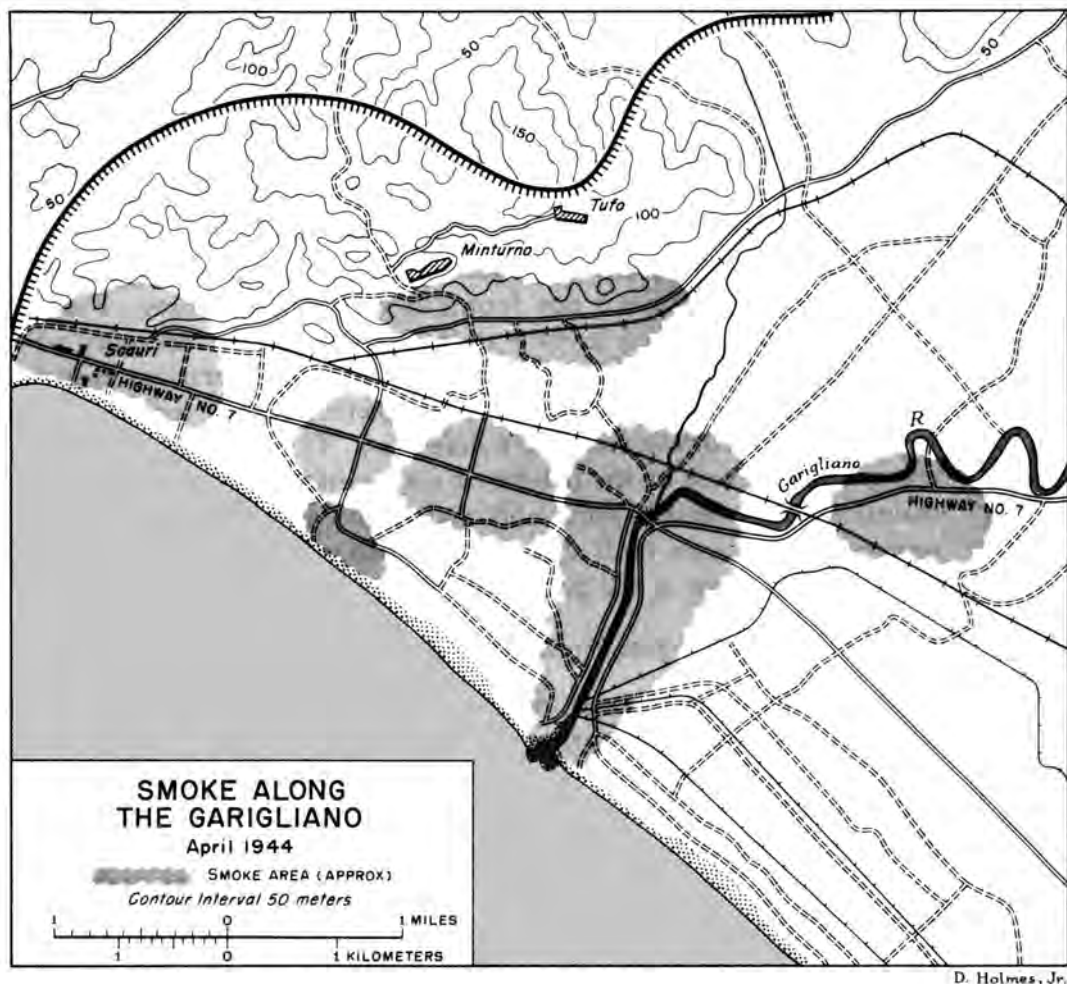 50
50
100
150
100
50
Tufo
Minturno
Scauri
HIGHWAY NO. 7
R
Garigliano
HIGHWAY NO. 7
SMOKE ALONG
THE GARIGLIANO
April 1944
SMOKE AREA (APPROX)
Contour Interval 50 meters
1 0 1 MILES
1 0 1 KILOMETERS
D. Holmes, Jr.